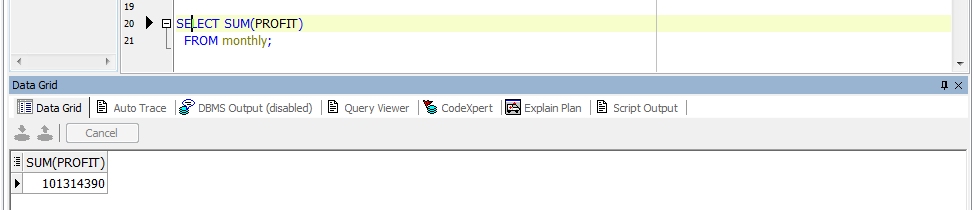 19
20 SELECT SUM(PROFIT)
21 FROM monthly;
Data Grid
Data Grid Auto Trace DBMS Output (disabled) Query Viewer CodeXpert Explain Plan Script Output
Cancel
SUM(PROFIT)
101314390